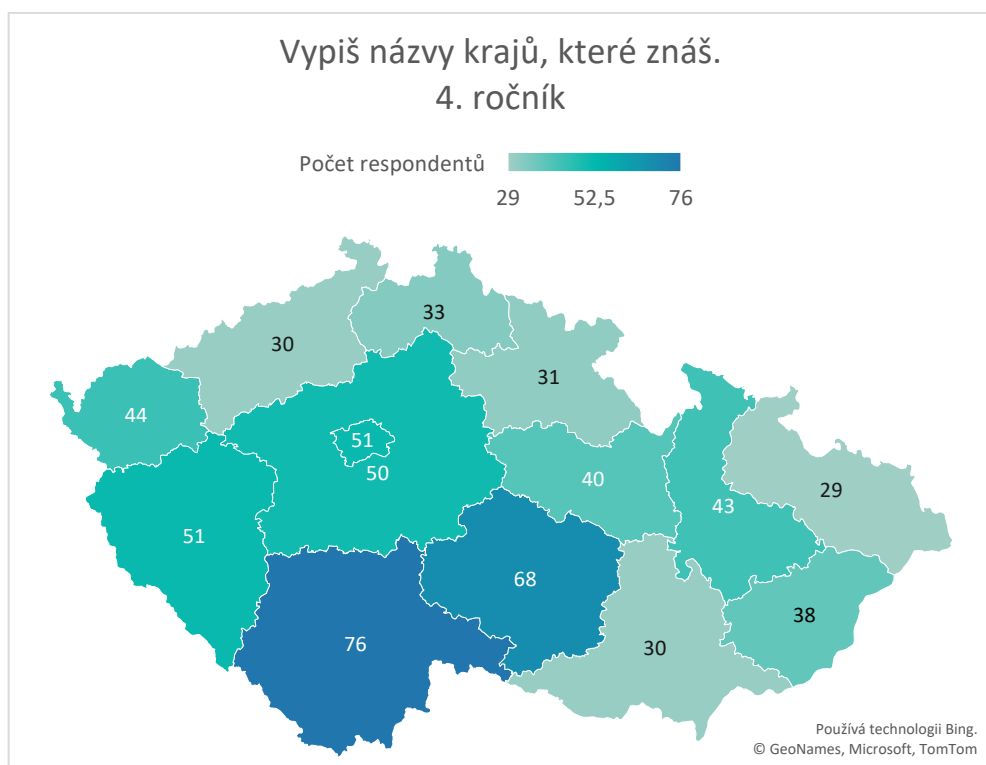 Vypiš názvy krajů, které znáš.
4. ročník
Počet respondentů
29 52,5 76
33
30
31
44
51
50
40
29
43
51
68
38
76
30
Používá technologii Bing.
© GeoNames, Microsoft, TomTom